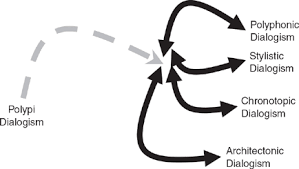 Polyphonic
Dialogism
Stylistic
Dialogism
Chronotopic
Dialogism
Architectonic
Dialogism
Polypi
Dialogism